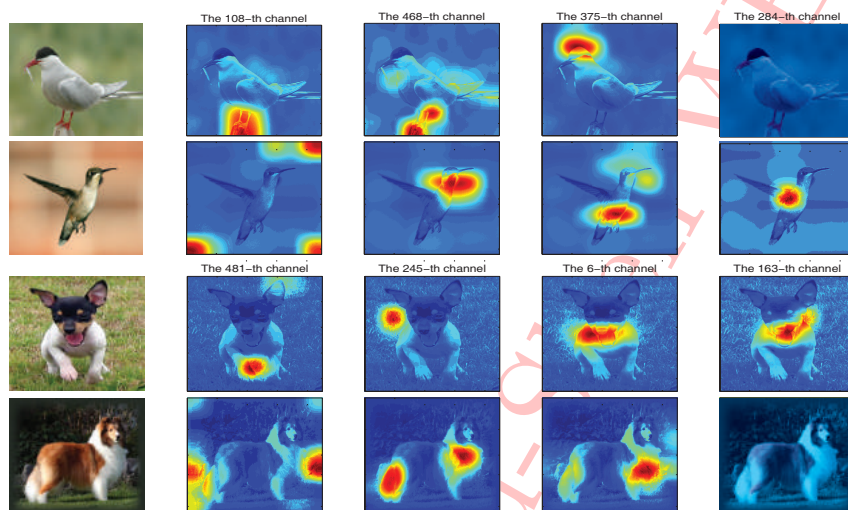 The 108-th channel
The 468-th channel
The 375-th channel
The 284-th channel
The 481-th channel
The 245-th channel
The 6-th channel
The 163-th channel